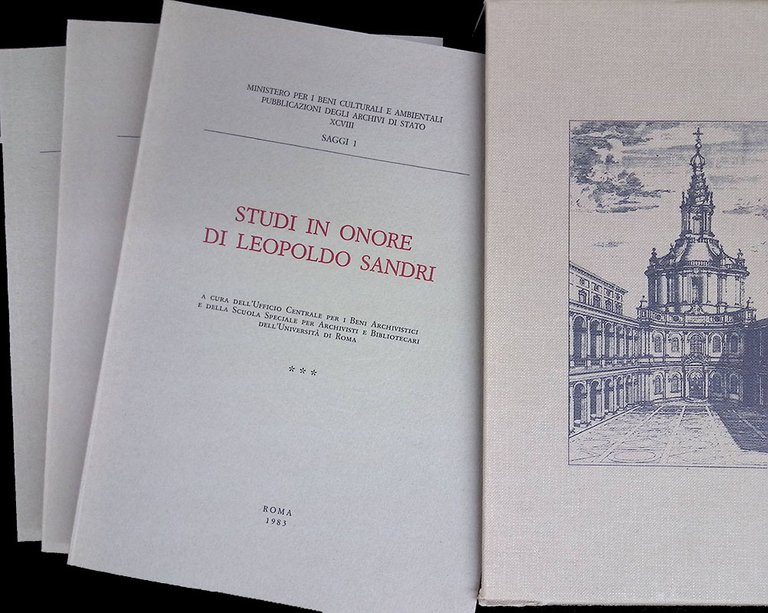 MINISTERO PER I BENI CULTURALI E AMBIENTALI
PUBBLICAZIONI DEGLI ARCHIVI DI STATO
XCVIII
SAGGI 1
STUDI IN ONORE
DI LEOPOLDO SANDRI
A CURA DELL'UFFICIO CENTRALE PER I BENI ARCHIVISTICI
E DELLA SCUOLA SPECIALE PER ARCHIVISTI E BIBLIOTECARI
DELL'UNIVERSITÀ DI ROMA
* * *
ROMA
1983